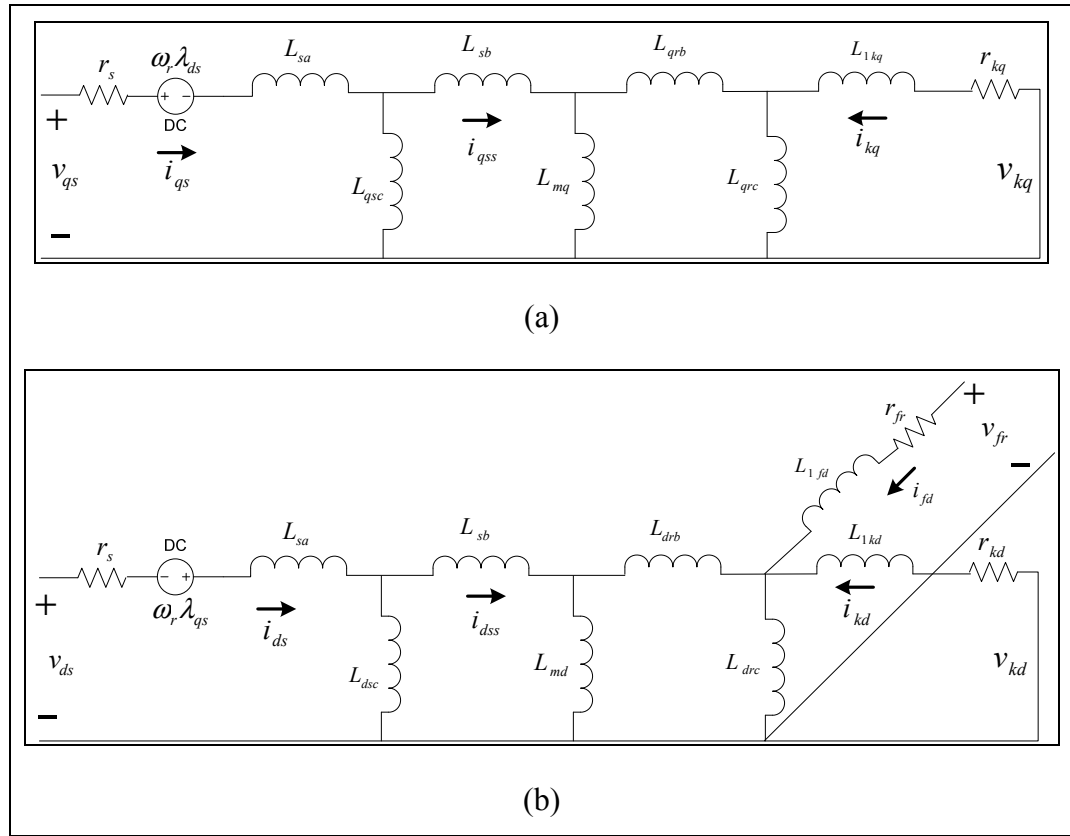 r_s
ω_r λ_ds
L_sa
L_sb
L_qrb
L_1kq
r_kq
+ −
DC
+
v_qs
−
i_qs
L_qsc
i_qss
L_mq
L_qrc
i_kq
v_kq
(a)
r_fr
+
v_fr
−
L_1fd
i_fd
r_s
DC
− +
ω_r λ_qs
L_sa
L_sb
L_drb
L_1kd
r_kd
+
v_ds
−
i_ds
L_dsc
i_dss
L_md
L_drc
i_kd
v_kd
(b)